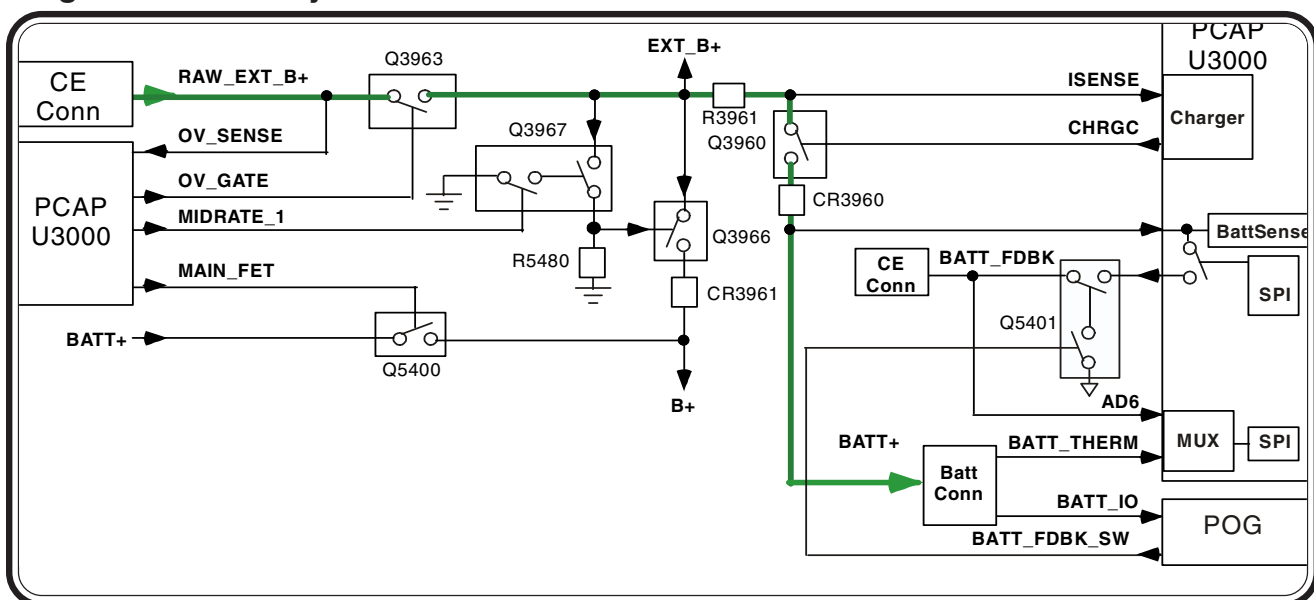 PCAP
U3000
Q3963
EXT_B+
CE
Conn
RAW_EXT_B+
ISENSE
R3961
Charger
Q3967
Q3960
CHRGC
OV_SENSE
OV_GATE
PCAP
U3000
MIDRATE_1
CR3960
Q3966
BattSense
R5480
CE
Conn
BATT_FDBK
MAIN_FET
CR3961
SPI
Q5401
BATT+
Q5400
B+
AD6
BATT+
BATT_THERM
MUX
SPI
Batt
Conn
BATT_IO
POG
BATT_FDBK_SW